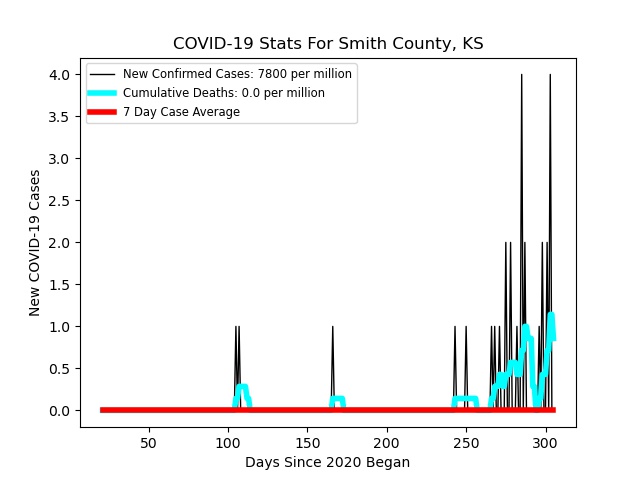 COVID-19 Stats For Smith County, KS
New Confirmed Cases: 7800 per million
Cumulative Deaths: 0.0 per million
7 Day Case Average
New COVID-19 Cases
4.0
3.5
3.0
2.5
2.0
1.5
1.0
0.5
0.0
50 100 150 200 250 300
Days Since 2020 Began